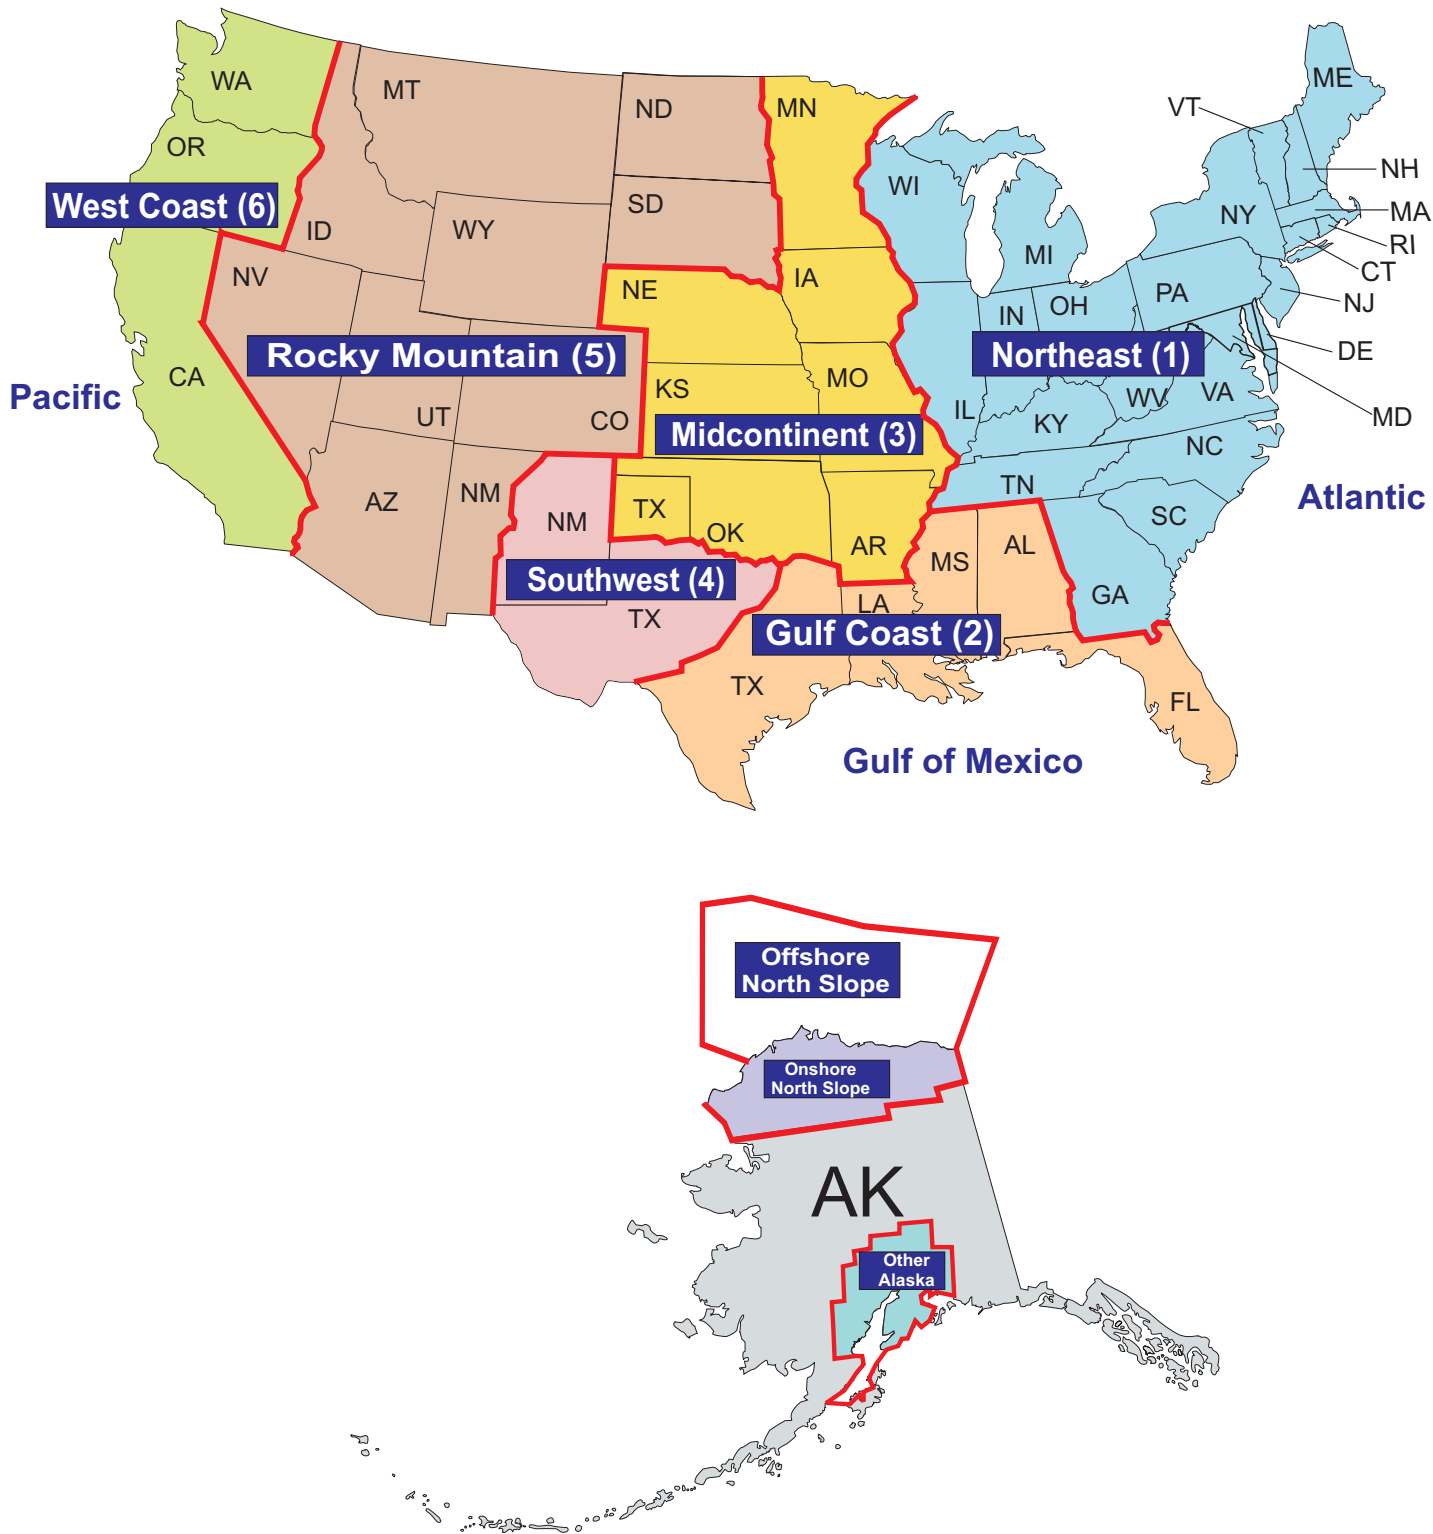 WA
MT
ND
MN
ME
VT
OR
NH
WI
SD
West Coast (6)
MA
NY
ID
WY
RI
MI
CT
NV
IA
NE
PA
NJ
OH
IN
Rocky Mountain (5)
Northeast (1)
DE
CA
MO
KS
Pacific
WV
VA
UT
CO
IL
MD
KY
Midcontinent (3)
NC
TN
NM
AZ
Atlantic
TX
SC
NM
OK
AR
AL
MS
Southwest (4)
GA
LA
TX
Gulf Coast (2)
TX
FL
Gulf of Mexico
Offshore
North Slope
Onshore
North Slope
AK
Other
Alaska